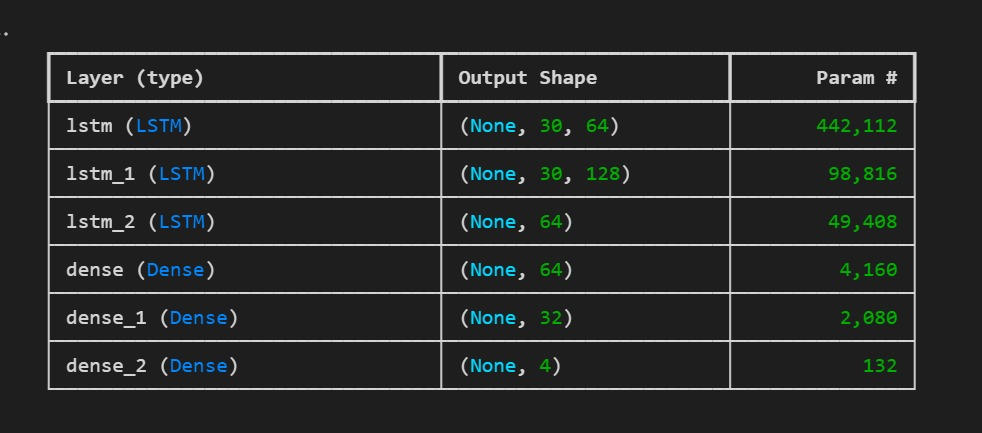 Layer (type) Output Shape Param #
lstm (LSTM) (None, 30, 64) 442,112
lstm_1 (LSTM) (None, 30, 128) 98,816
lstm_2 (LSTM) (None, 64) 49,408
dense (Dense) (None, 64) 4,160
dense_1 (Dense) (None, 32) 2,080
dense_2 (Dense) (None, 4) 132